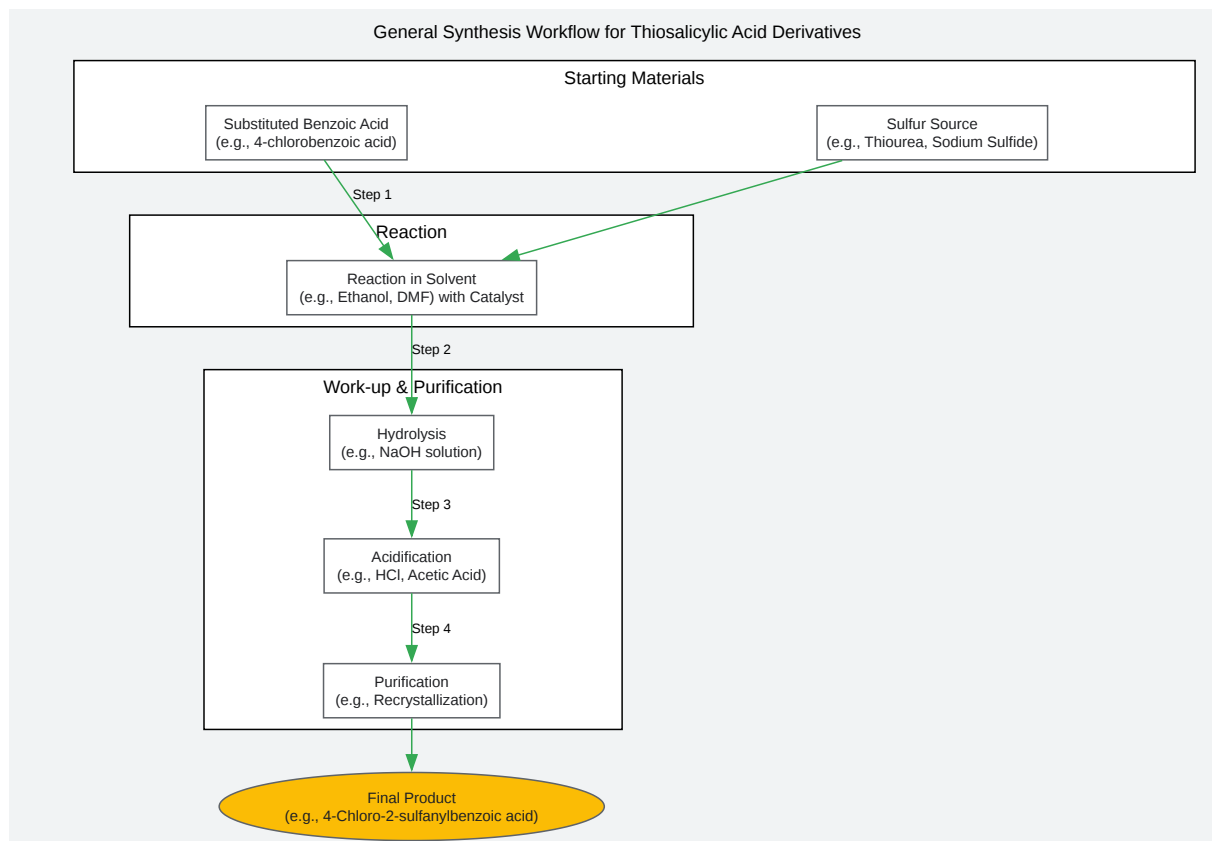 General Synthesis Workflow for Thiosalicylic Acid Derivatives
Starting Materials
Substituted Benzoic Acid
(e.g., 4-chlorobenzoic acid)
Sulfur Source
(e.g., Thiourea, Sodium Sulfide)
Step 1
Reaction
Reaction in Solvent
(e.g., Ethanol, DMF) with Catalyst
Step 2
Work-up & Purification
Hydrolysis
(e.g., NaOH solution)
Step 3
Acidification
(e.g., HCl, Acetic Acid)
Step 4
Purification
(e.g., Recrystallization)
Final Product
(e.g., 4-Chloro-2-sulfanylbenzoic acid)